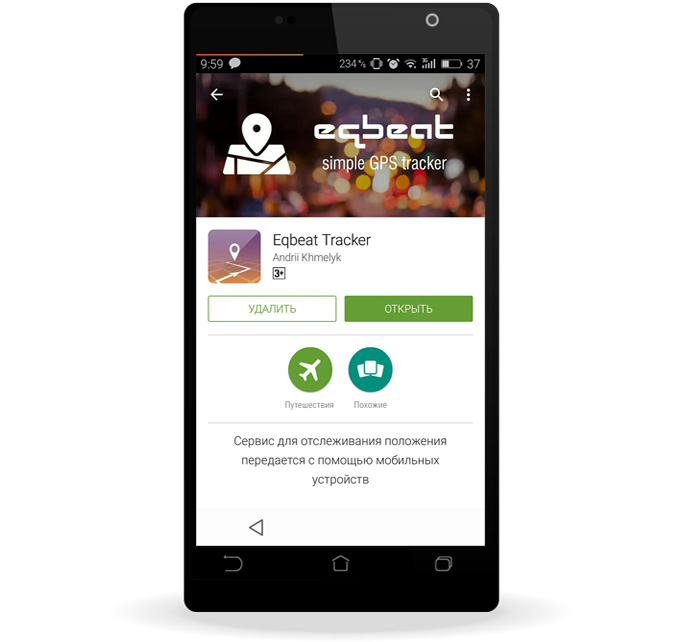 9:59 234 % 3G 37
eqbeat
simple GPS tracker
Eqbeat Tracker
Andrii Khmelyk
3+
УДАЛИТЬ ОТКРЫТЬ
Путешествия Похожие
Сервис для отслеживания положения
передается с помощью мобильных
устройств